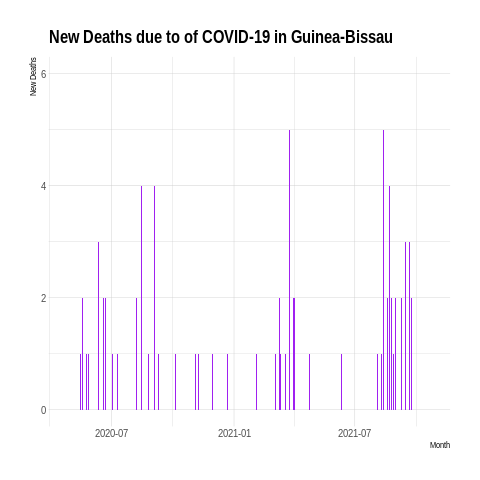 New Deaths due to of COVID-19 in Guinea-Bissau
New Deaths
6
4
2
0
2020-07
2021-01
2021-07
Month